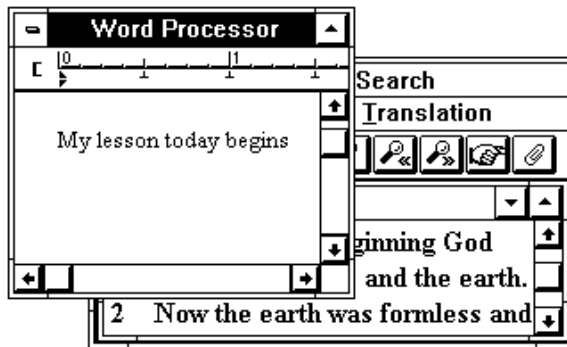 Word Processor
0 1
My lesson today begins
Search
Translation
ginning God
and the earth.
2 Now the earth was formless and